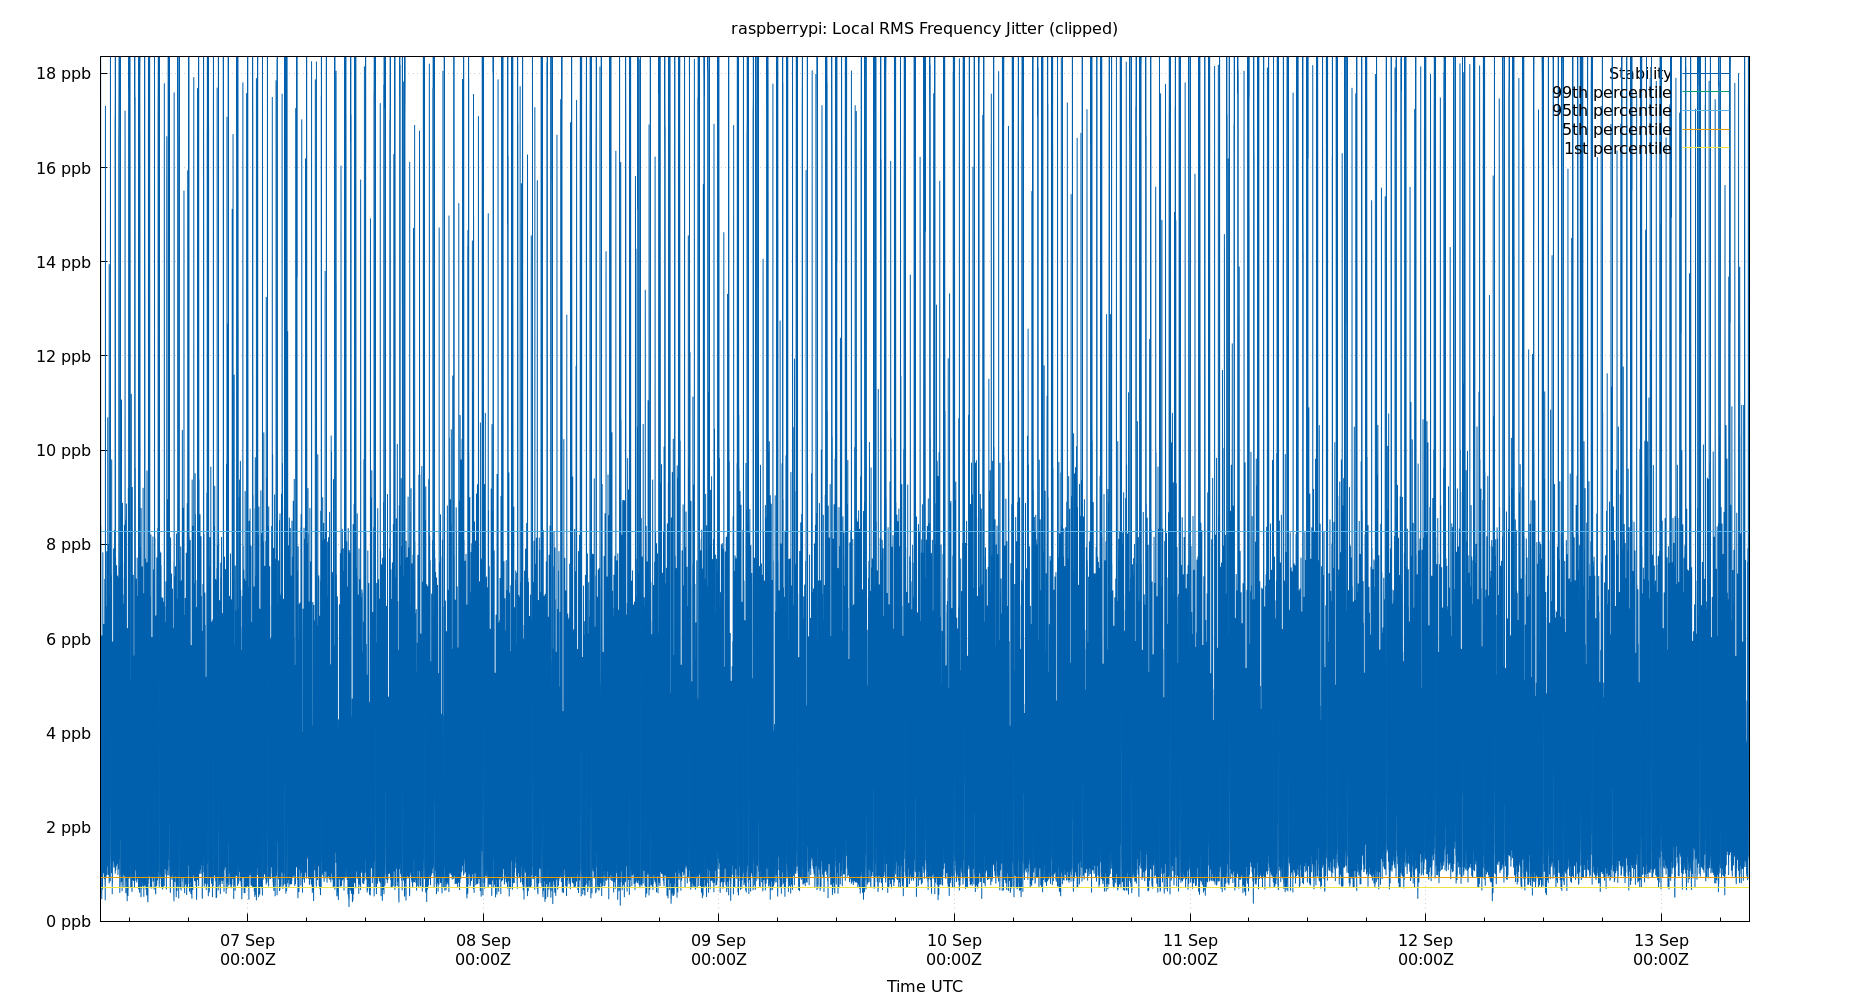 raspberrypi: Local RMS Frequency Jitter (clipped)
18 ppb
16 ppb
14 ppb
12 ppb
10 ppb
8 ppb
6 ppb
4 ppb
2 ppb
0 ppb
Stability
99th percentile
95th percentile
5th percentile
1st percentile
07 Sep
00:00Z
08 Sep
00:00Z
09 Sep
00:00Z
10 Sep
00:00Z
11 Sep
00:00Z
12 Sep
00:00Z
13 Sep
00:00Z
Time UTC